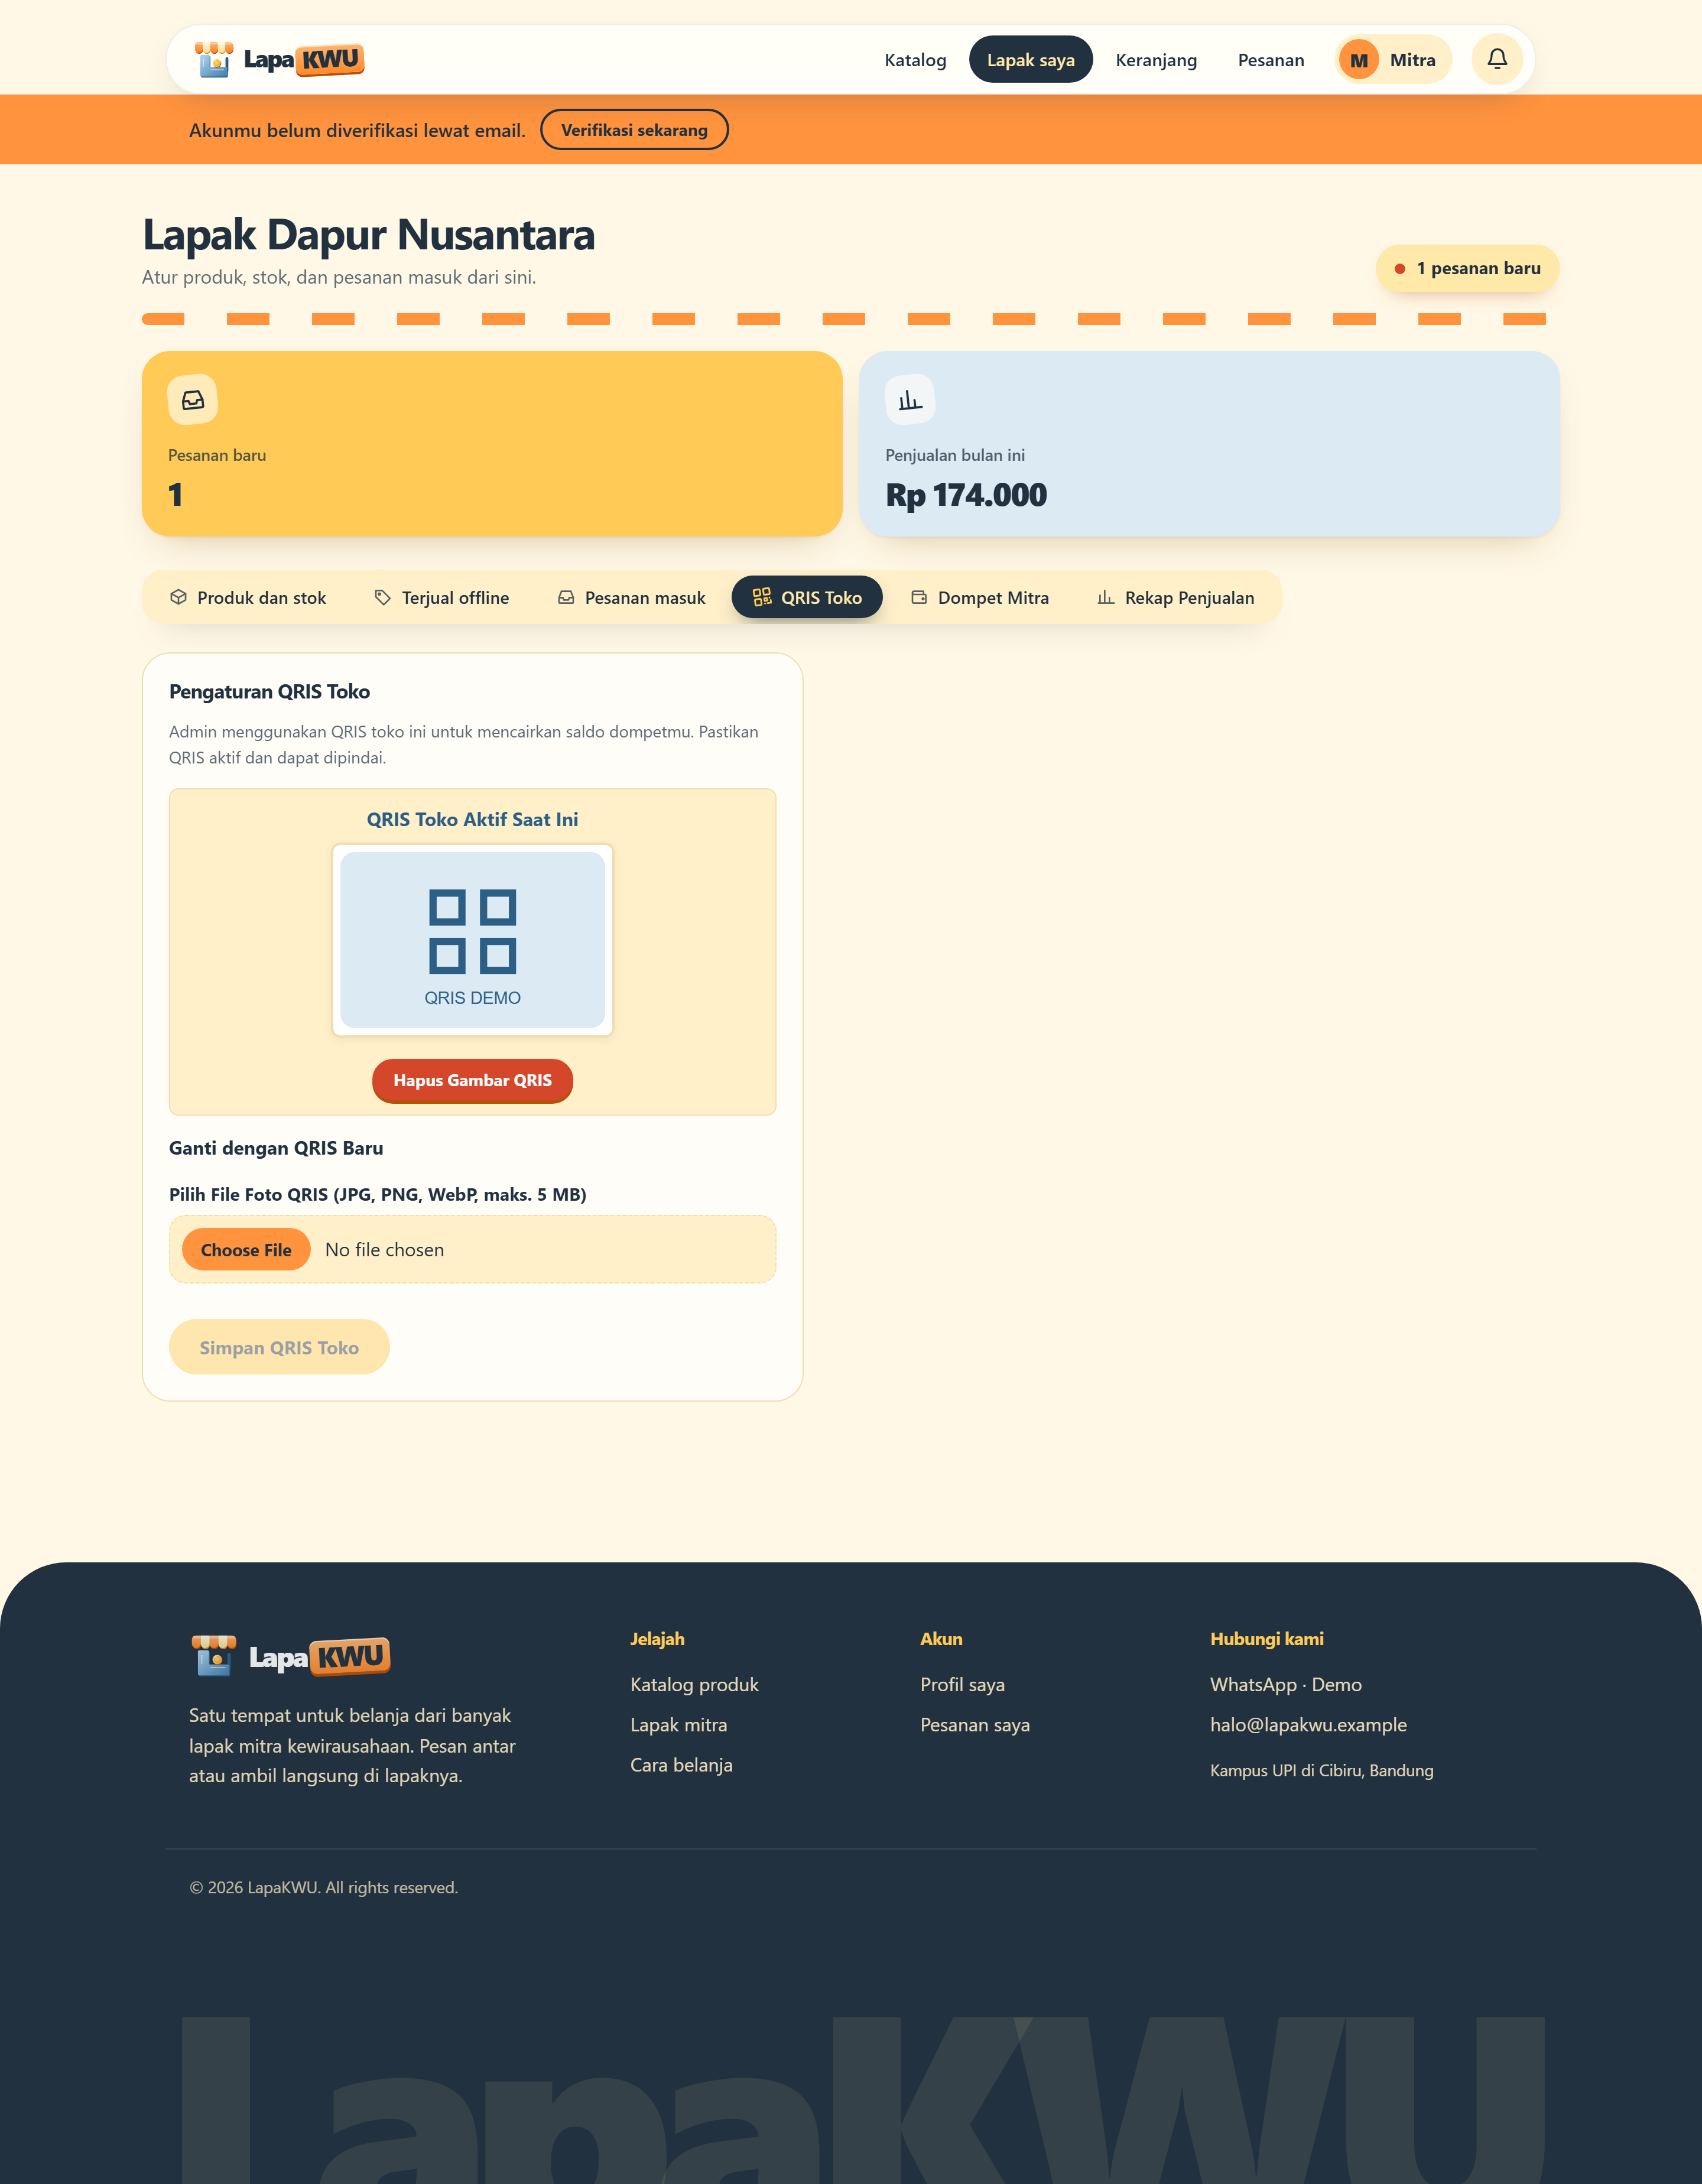 LapaKWU
Katalog
Lapak saya
Keranjang
Pesanan
M
Mitra
Akunmu belum diverifikasi lewat email.
Verifikasi sekarang
Lapak Dapur Nusantara
Atur produk, stok, dan pesanan masuk dari sini.
1 pesanan baru
Pesanan baru
1
Penjualan bulan ini
Rp 174.000
Produk dan stok
Terjual offline
Pesanan masuk
QRIS Toko
Dompet Mitra
Rekap Penjualan
Pengaturan QRIS Toko
Admin menggunakan QRIS toko ini untuk mencairkan saldo dompetmu. Pastikan
QRIS aktif dan dapat dipindai.
QRIS Toko Aktif Saat Ini
QRIS DEMO
Hapus Gambar QRIS
Ganti dengan QRIS Baru
Pilih File Foto QRIS (JPG, PNG, WebP, maks. 5 MB)
Choose File
No file chosen
Simpan QRIS Toko
LapaKWU
Satu tempat untuk belanja dari banyak
lapak mitra kewirausahaan. Pesan antar
atau ambil langsung di lapaknya.
Jelajah
Katalog produk
Lapak mitra
Cara belanja
Akun
Profil saya
Pesanan saya
Hubungi kami
WhatsApp · Demo
halo@lapakwu.example
Kampus UPI di Cibiru, Bandung
© 2026 LapaKWU. All rights reserved.
LapaKWU